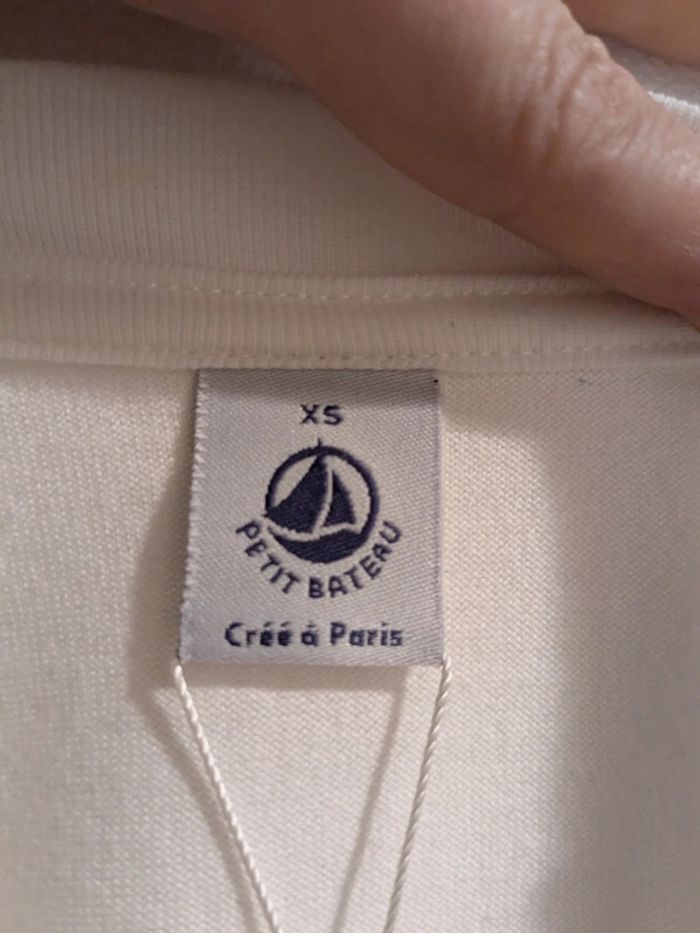 XS
PETIT BATEAU
Créé à Paris